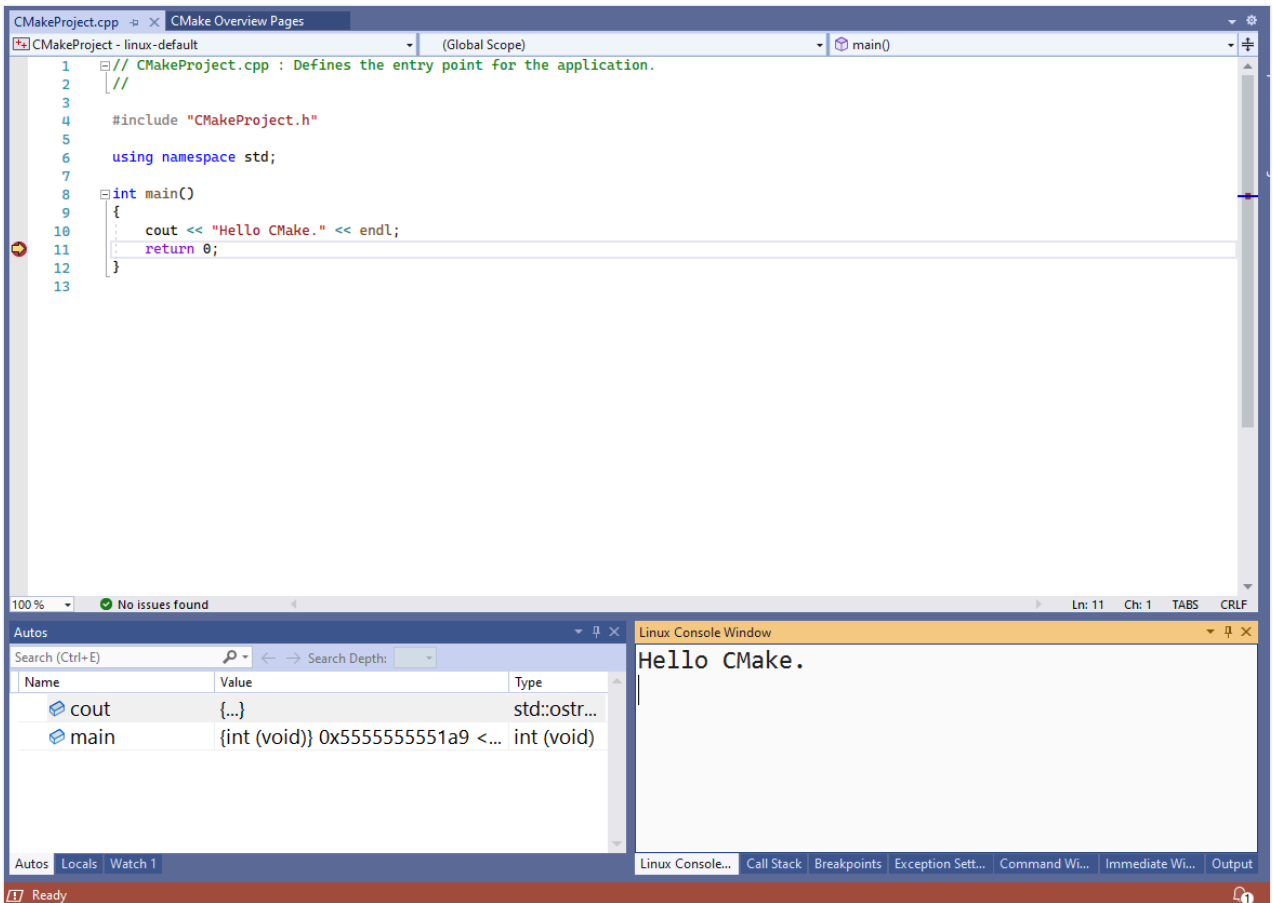 CMakeProject.cpp CMake Overview Pages
CMakeProject - linux-default (Global Scope) main()
1 // CMakeProject.cpp : Defines the entry point for the application.
2 //
3
4 #include "CMakeProject.h"
5
6 using namespace std;
7
8 int main()
9 {
10 cout << "Hello CMake." << endl;
11 return 0;
12 }
13
100 % No issues found Ln: 11 Ch: 1 TABS CRLF
Autos
Search (Ctrl+E) Search Depth:
Name Value Type
cout {...} std::ostr...
main {int (void)} 0x5555555551a9 <... int (void)
Autos Locals Watch 1
Linux Console Window
Hello CMake.
Linux Console... Call Stack Breakpoints Exception Sett... Command Wi... Immediate Wi... Output
Ready 1